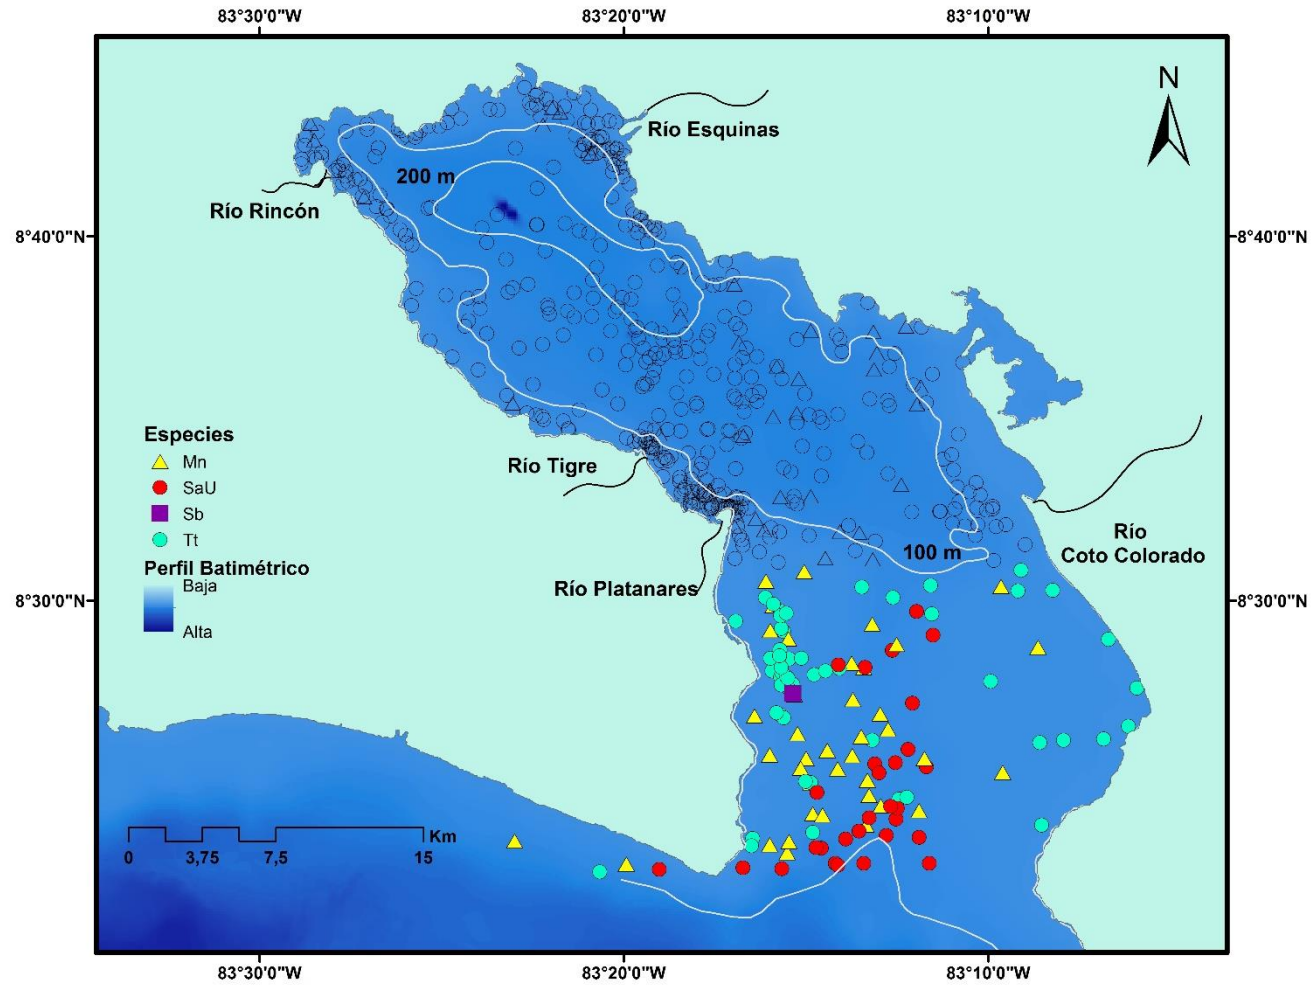 83°30'0"W 83°20'0"W 83°10'0"W
N
Río Esquinas
200 m
Río Rincón
8°40'0"N 8°40'0"N
Especies
Mn
SaU
Sb
Tt
Perfil Batimétrico
Baja
Alta
Río Tigre
Río
Coto Colorado
100 m
Río Platanares
8°30'0"N 8°30'0"N
Km
0 3,75 7,5 15
83°30'0"W 83°20'0"W 83°10'0"W